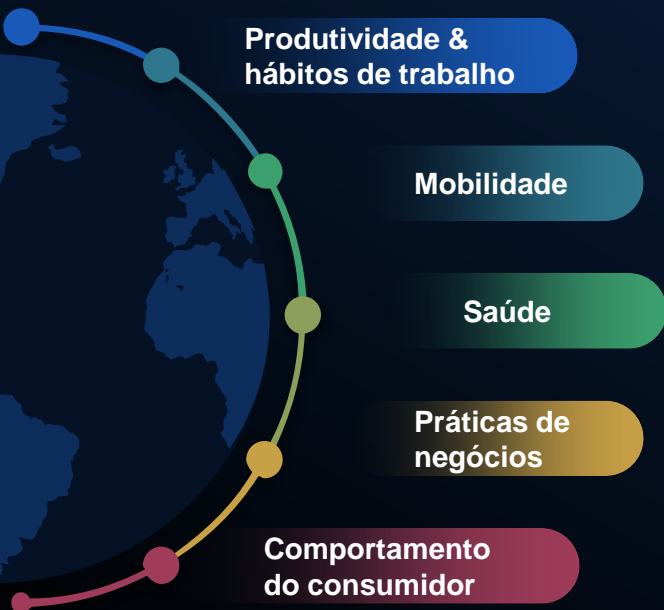 Produtividade &
hábitos de trabalho
Mobilidade
Saúde
Práticas de
negócios
Comportamento
do consumidor